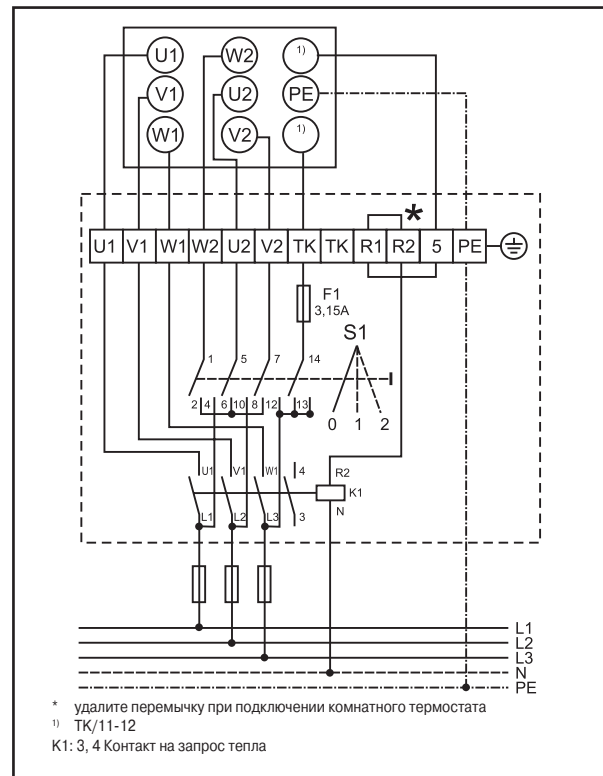 U1 W2 1)
V1 U2 PE
W1 V2 1)
*
U1 V1 W1 W2 U2 V2 TK TK R1 R2 5 PE
F1
3,15A
S1
1 5 7 14
2 4 6 10 8 12 13
0 1 2
U1 V1 W1 4 R2
K1
L1 L2 L3 3 N
L1
L2
L3
N
PE
* удалите перемычку при подключении комнатного термостата
1) TK/11-12
K1: 3, 4 Контакт на запрос тепла